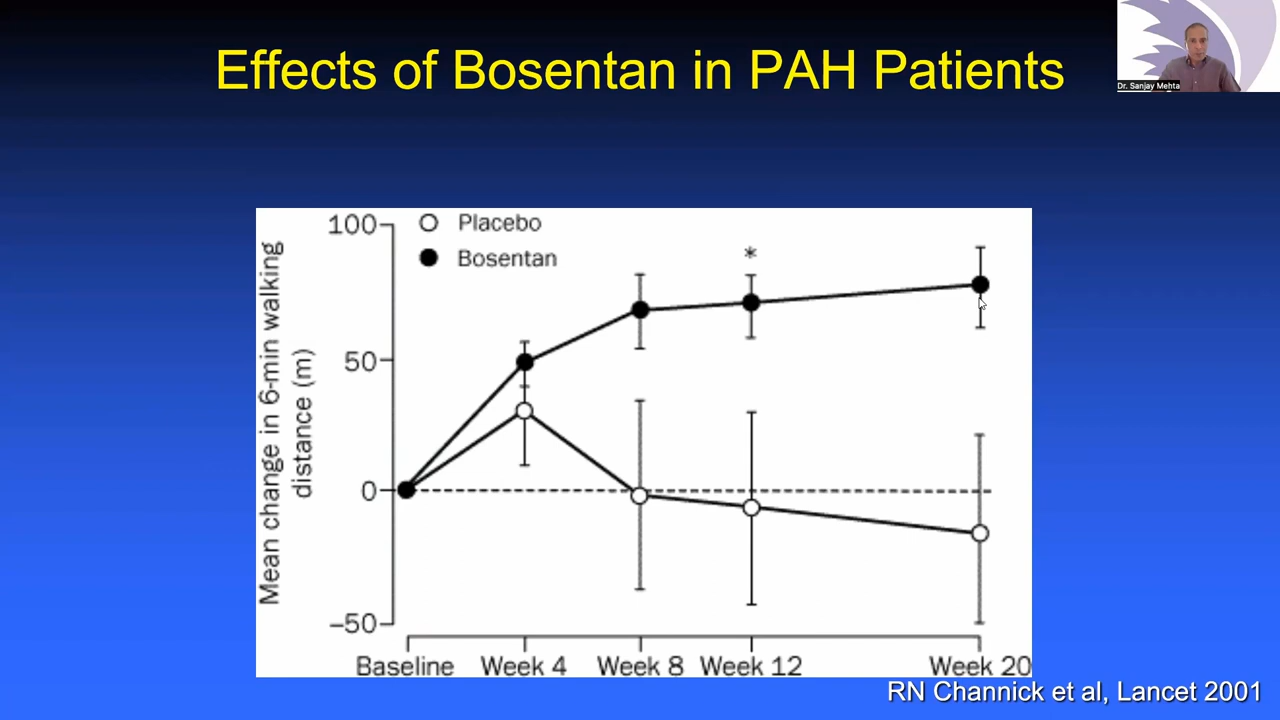 Effects of Bosentan in PAH Patients
Dr. Sanjay Mehta
Mean change in 6-min walking
distance (m)
100
50
0
–50
Placebo
Bosentan
*
Baseline
Week 4
Week 8
Week 12
Week 20
RN Channick et al, Lancet 2001